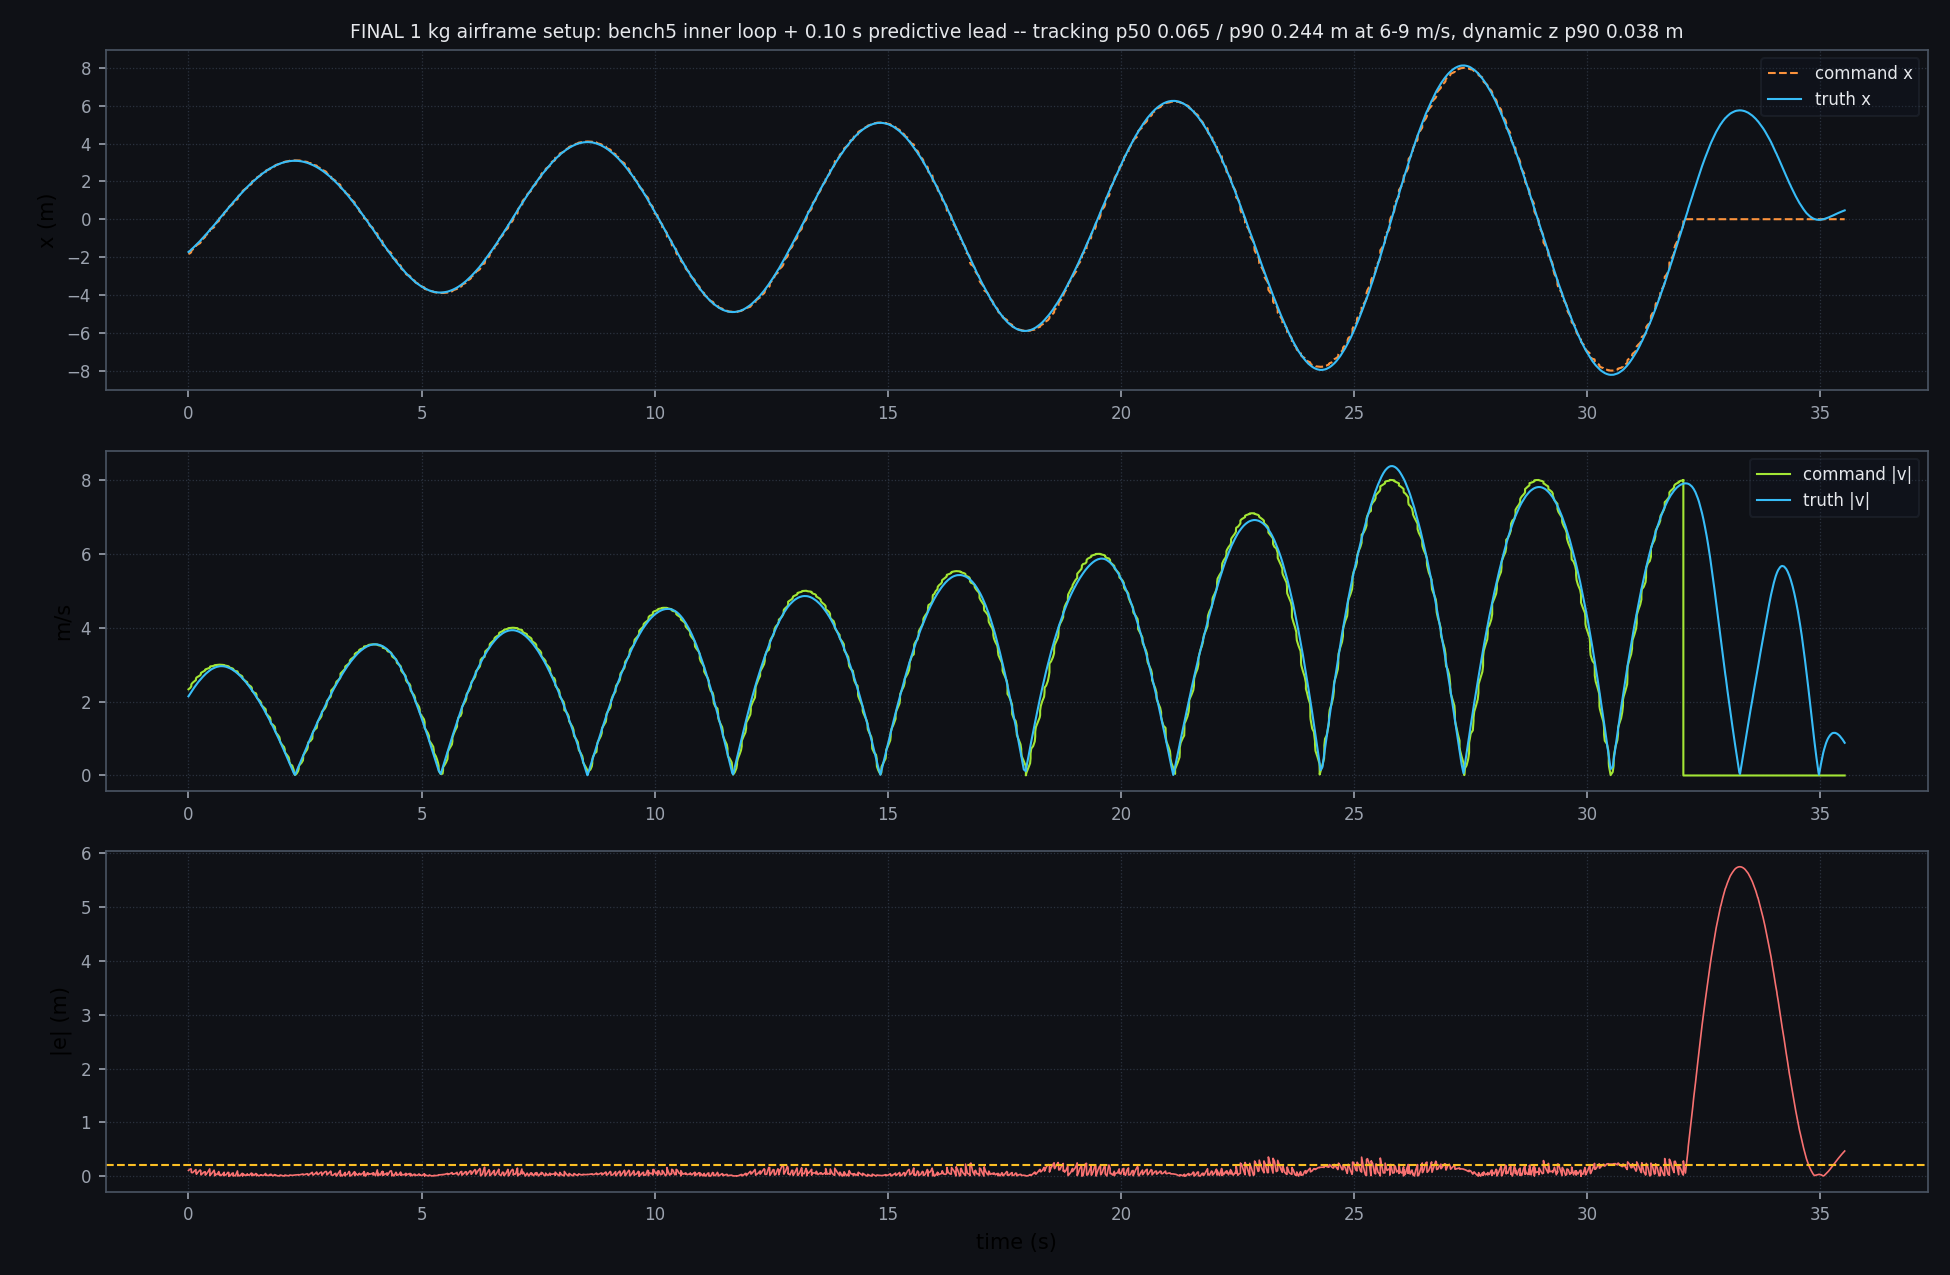 FINAL 1 kg airframe setup: bench5 inner loop + 0.10 s predictive lead -- tracking p50 0.065 / p90 0.244 m at 6-9 m/s, dynamic z p90 0.038 m
x (m)
8
6
4
2
0
−2
−4
−6
−8
command x
truth x
0 5 10 15 20 25 30 35
m/s
8
6
4
2
0
command |v|
truth |v|
0 5 10 15 20 25 30 35
|e| (m)
6
5
4
3
2
1
0
0 5 10 15 20 25 30 35
time (s)